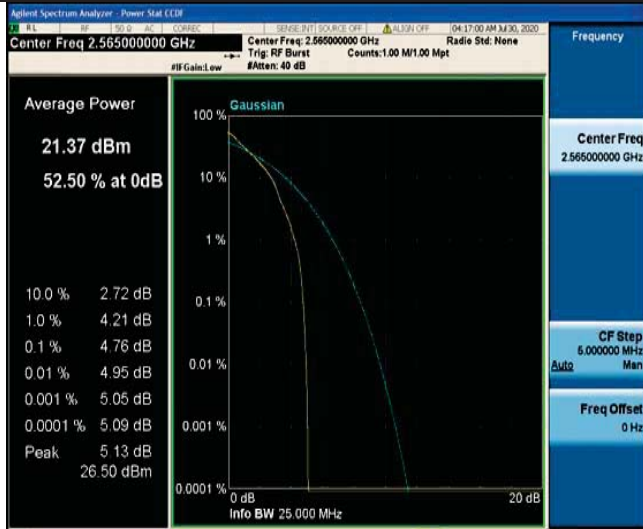 Agilent Spectrum Analyzer - Power Stat CCDF
RL RF 50 Ω AC CORREC SENSE:INT SOURCE OFF ALIGN OFF 04:17:00 AM Jul 30, 2020
Center Freq 2.565000000 GHz
Center Freq: 2.565000000 GHz Radio Std: None
Trig: RF Burst Counts:1.00 M/1.00 Mpt
#IFGain:Low #Atten: 40 dB
Average Power
21.37 dBm
52.50 % at 0dB
10.0 % 2.72 dB
1.0 % 4.21 dB
0.1 % 4.76 dB
0.01 % 4.95 dB
0.001 % 5.05 dB
0.0001 % 5.09 dB
Peak 5.13 dB
26.50 dBm
Gaussian
100 %
10 %
1 %
0.1 %
0.01 %
0.001 %
0.0001 %
0 dB 20 dB
Info BW 25.000 MHz
Frequency
Center Freq
2.565000000 GHz
CF Step
5.000000 MHz
Auto Man
Freq Offset
0 Hz